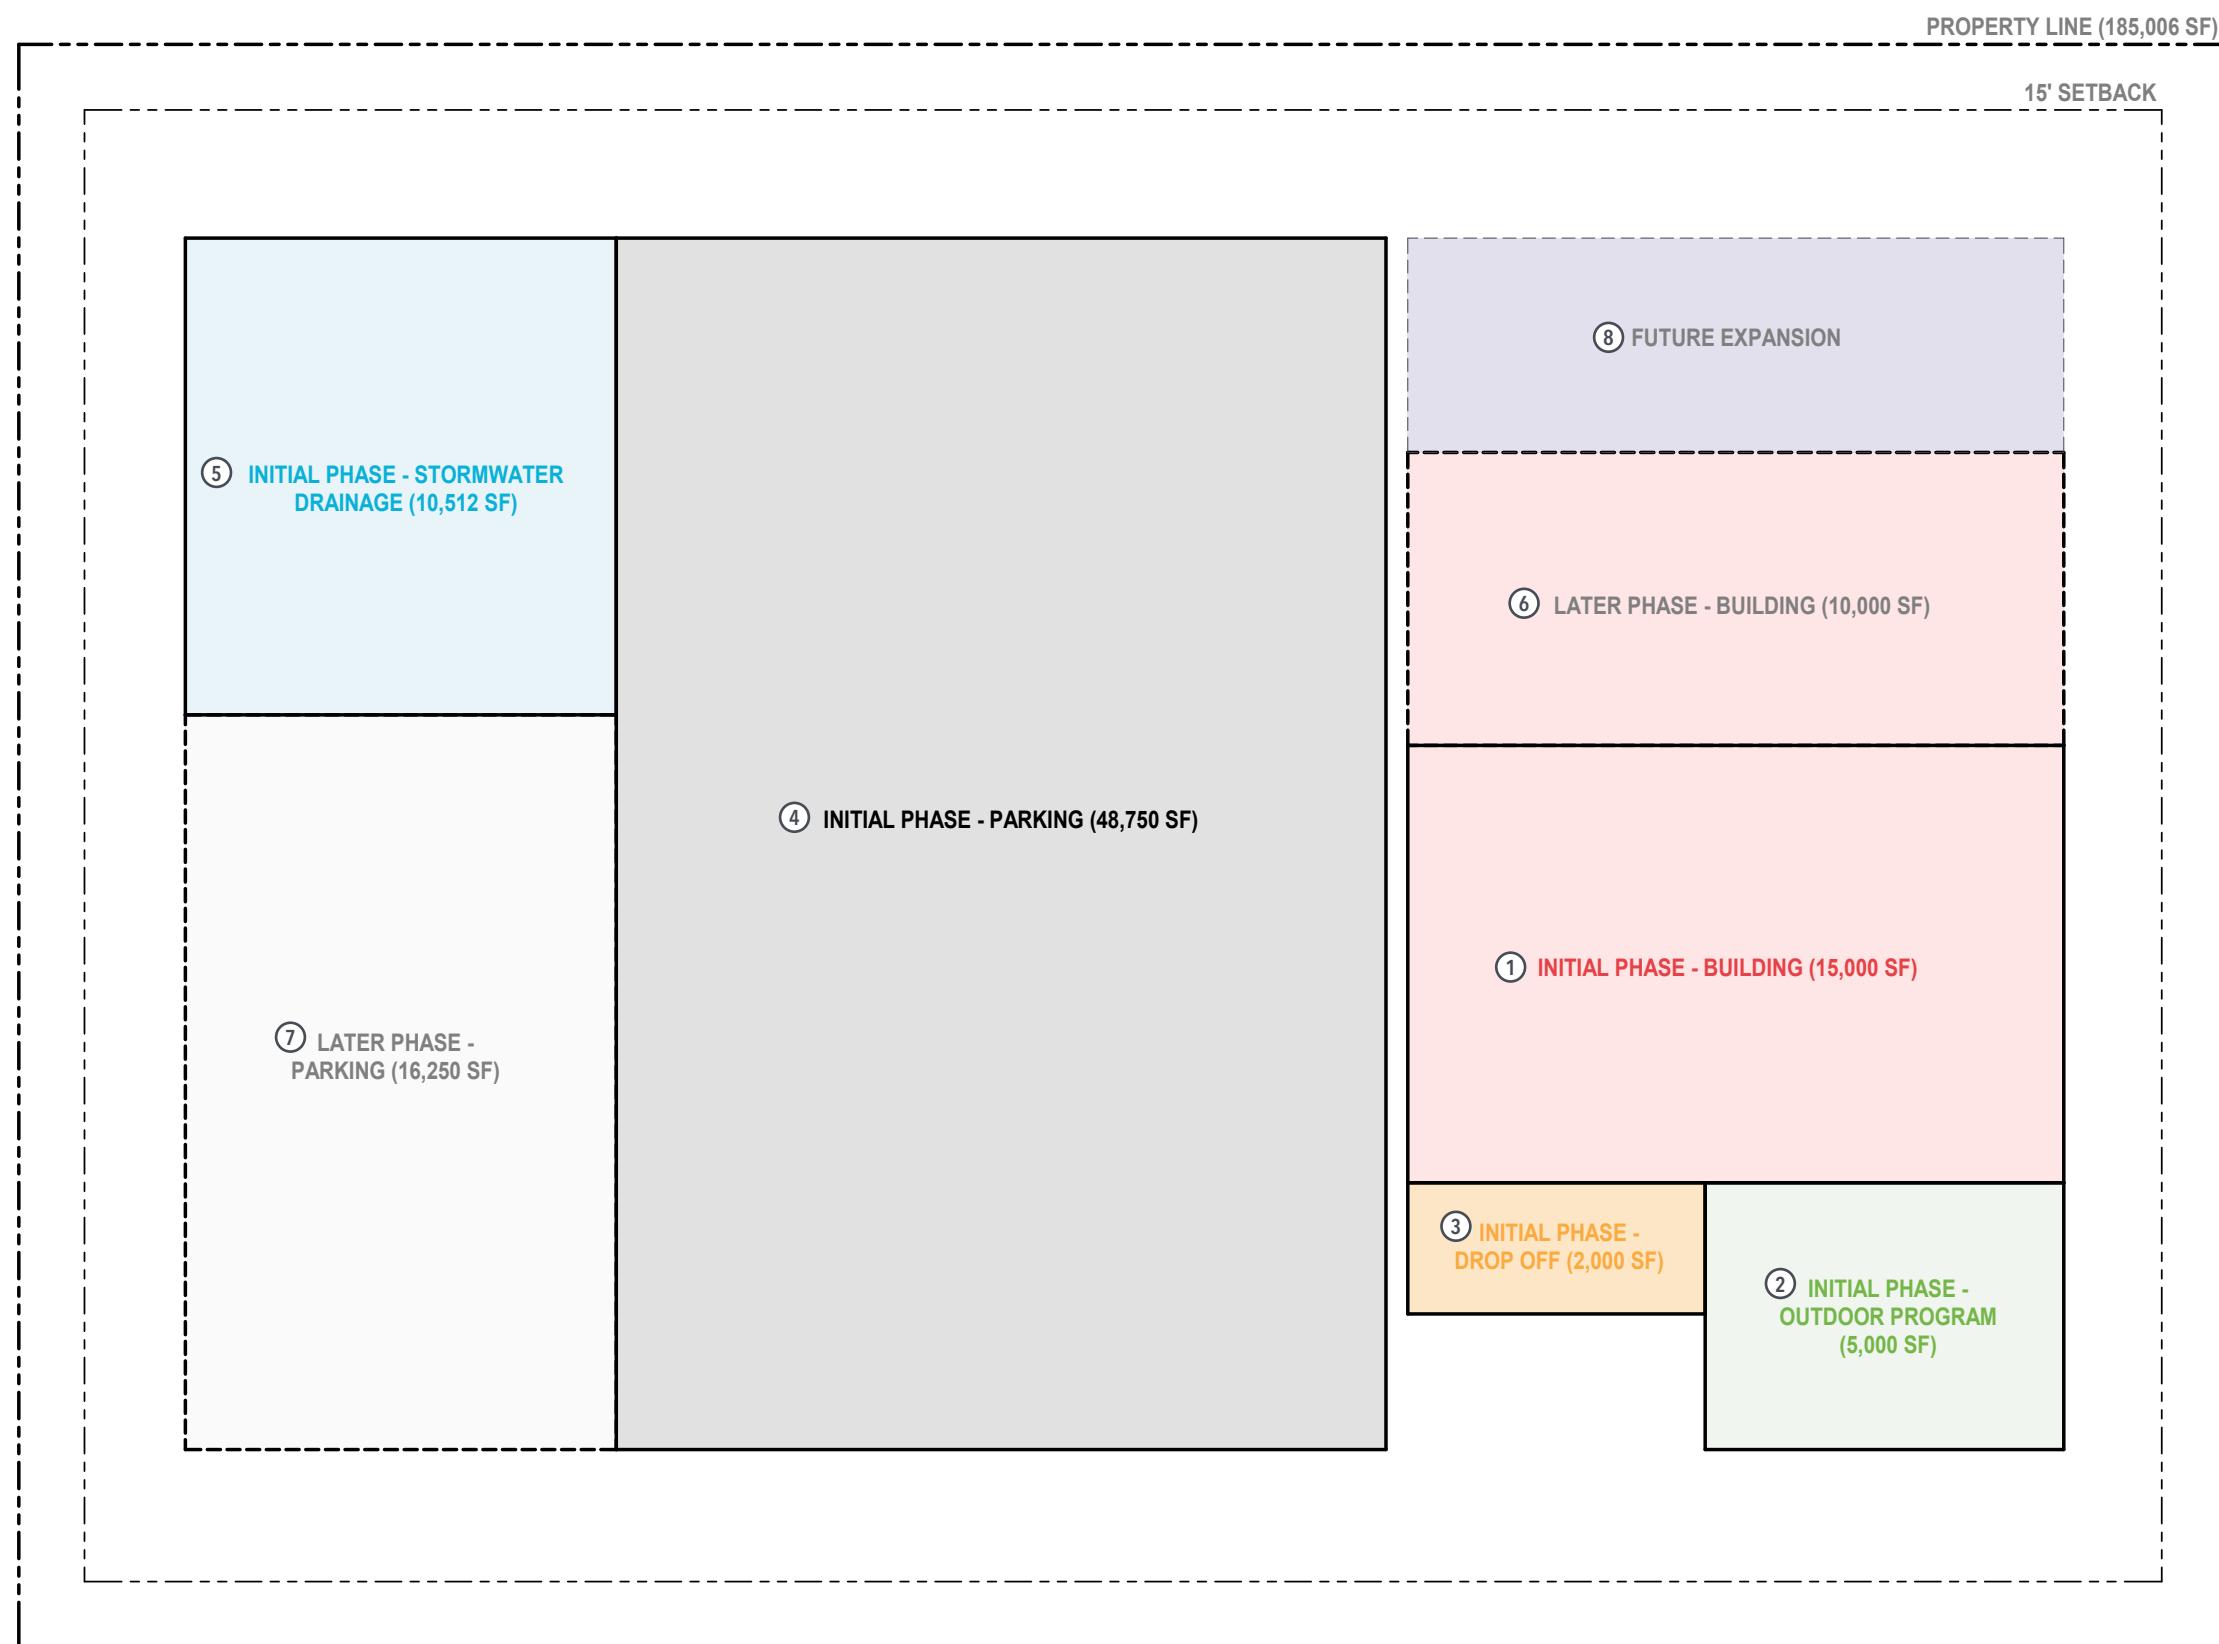 PROPERTY LINE (185,006 SF)
15' SETBACK
8 FUTURE EXPANSION
5 INITIAL PHASE - STORMWATER
DRAINAGE (10,512 SF)
6 LATER PHASE - BUILDING (10,000 SF)
4 INITIAL PHASE - PARKING (48,750 SF)
1 INITIAL PHASE - BUILDING (15,000 SF)
7 LATER PHASE -
PARKING (16,250 SF)
3 INITIAL PHASE -
DROP OFF (2,000 SF)
2 INITIAL PHASE -
OUTDOOR PROGRAM
(5,000 SF)